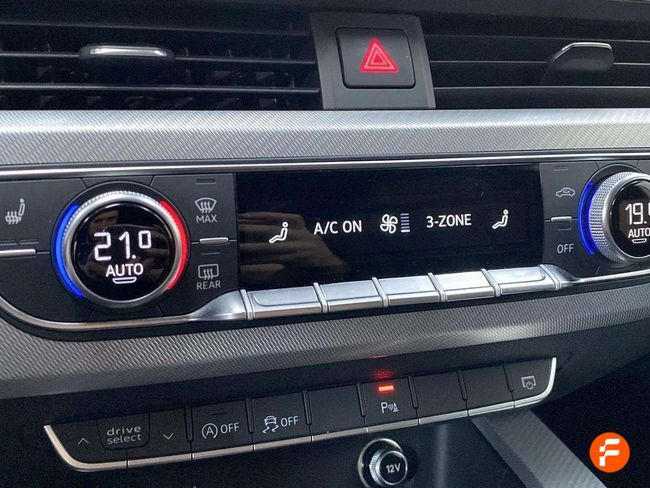 MAX
21.0
AUTO
REAR
A/C ON
3-ZONE
OFF
19.
AUTO
drive
select
A OFF
OFF
P
12V